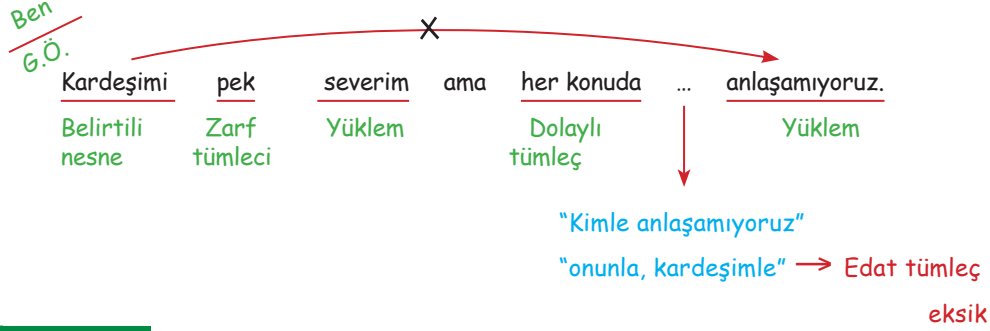 Ben
G.Ö.
Kardeşimi pek severim ama her konuda ... anlaşamıyoruz.
Belirtili nesne Zarf tümleci Yüklem Dolaylı tümleç Yüklem
"Kimle anlaşamıyoruz"
"onunla, kardeşimle" → Edat tümleç
eksik